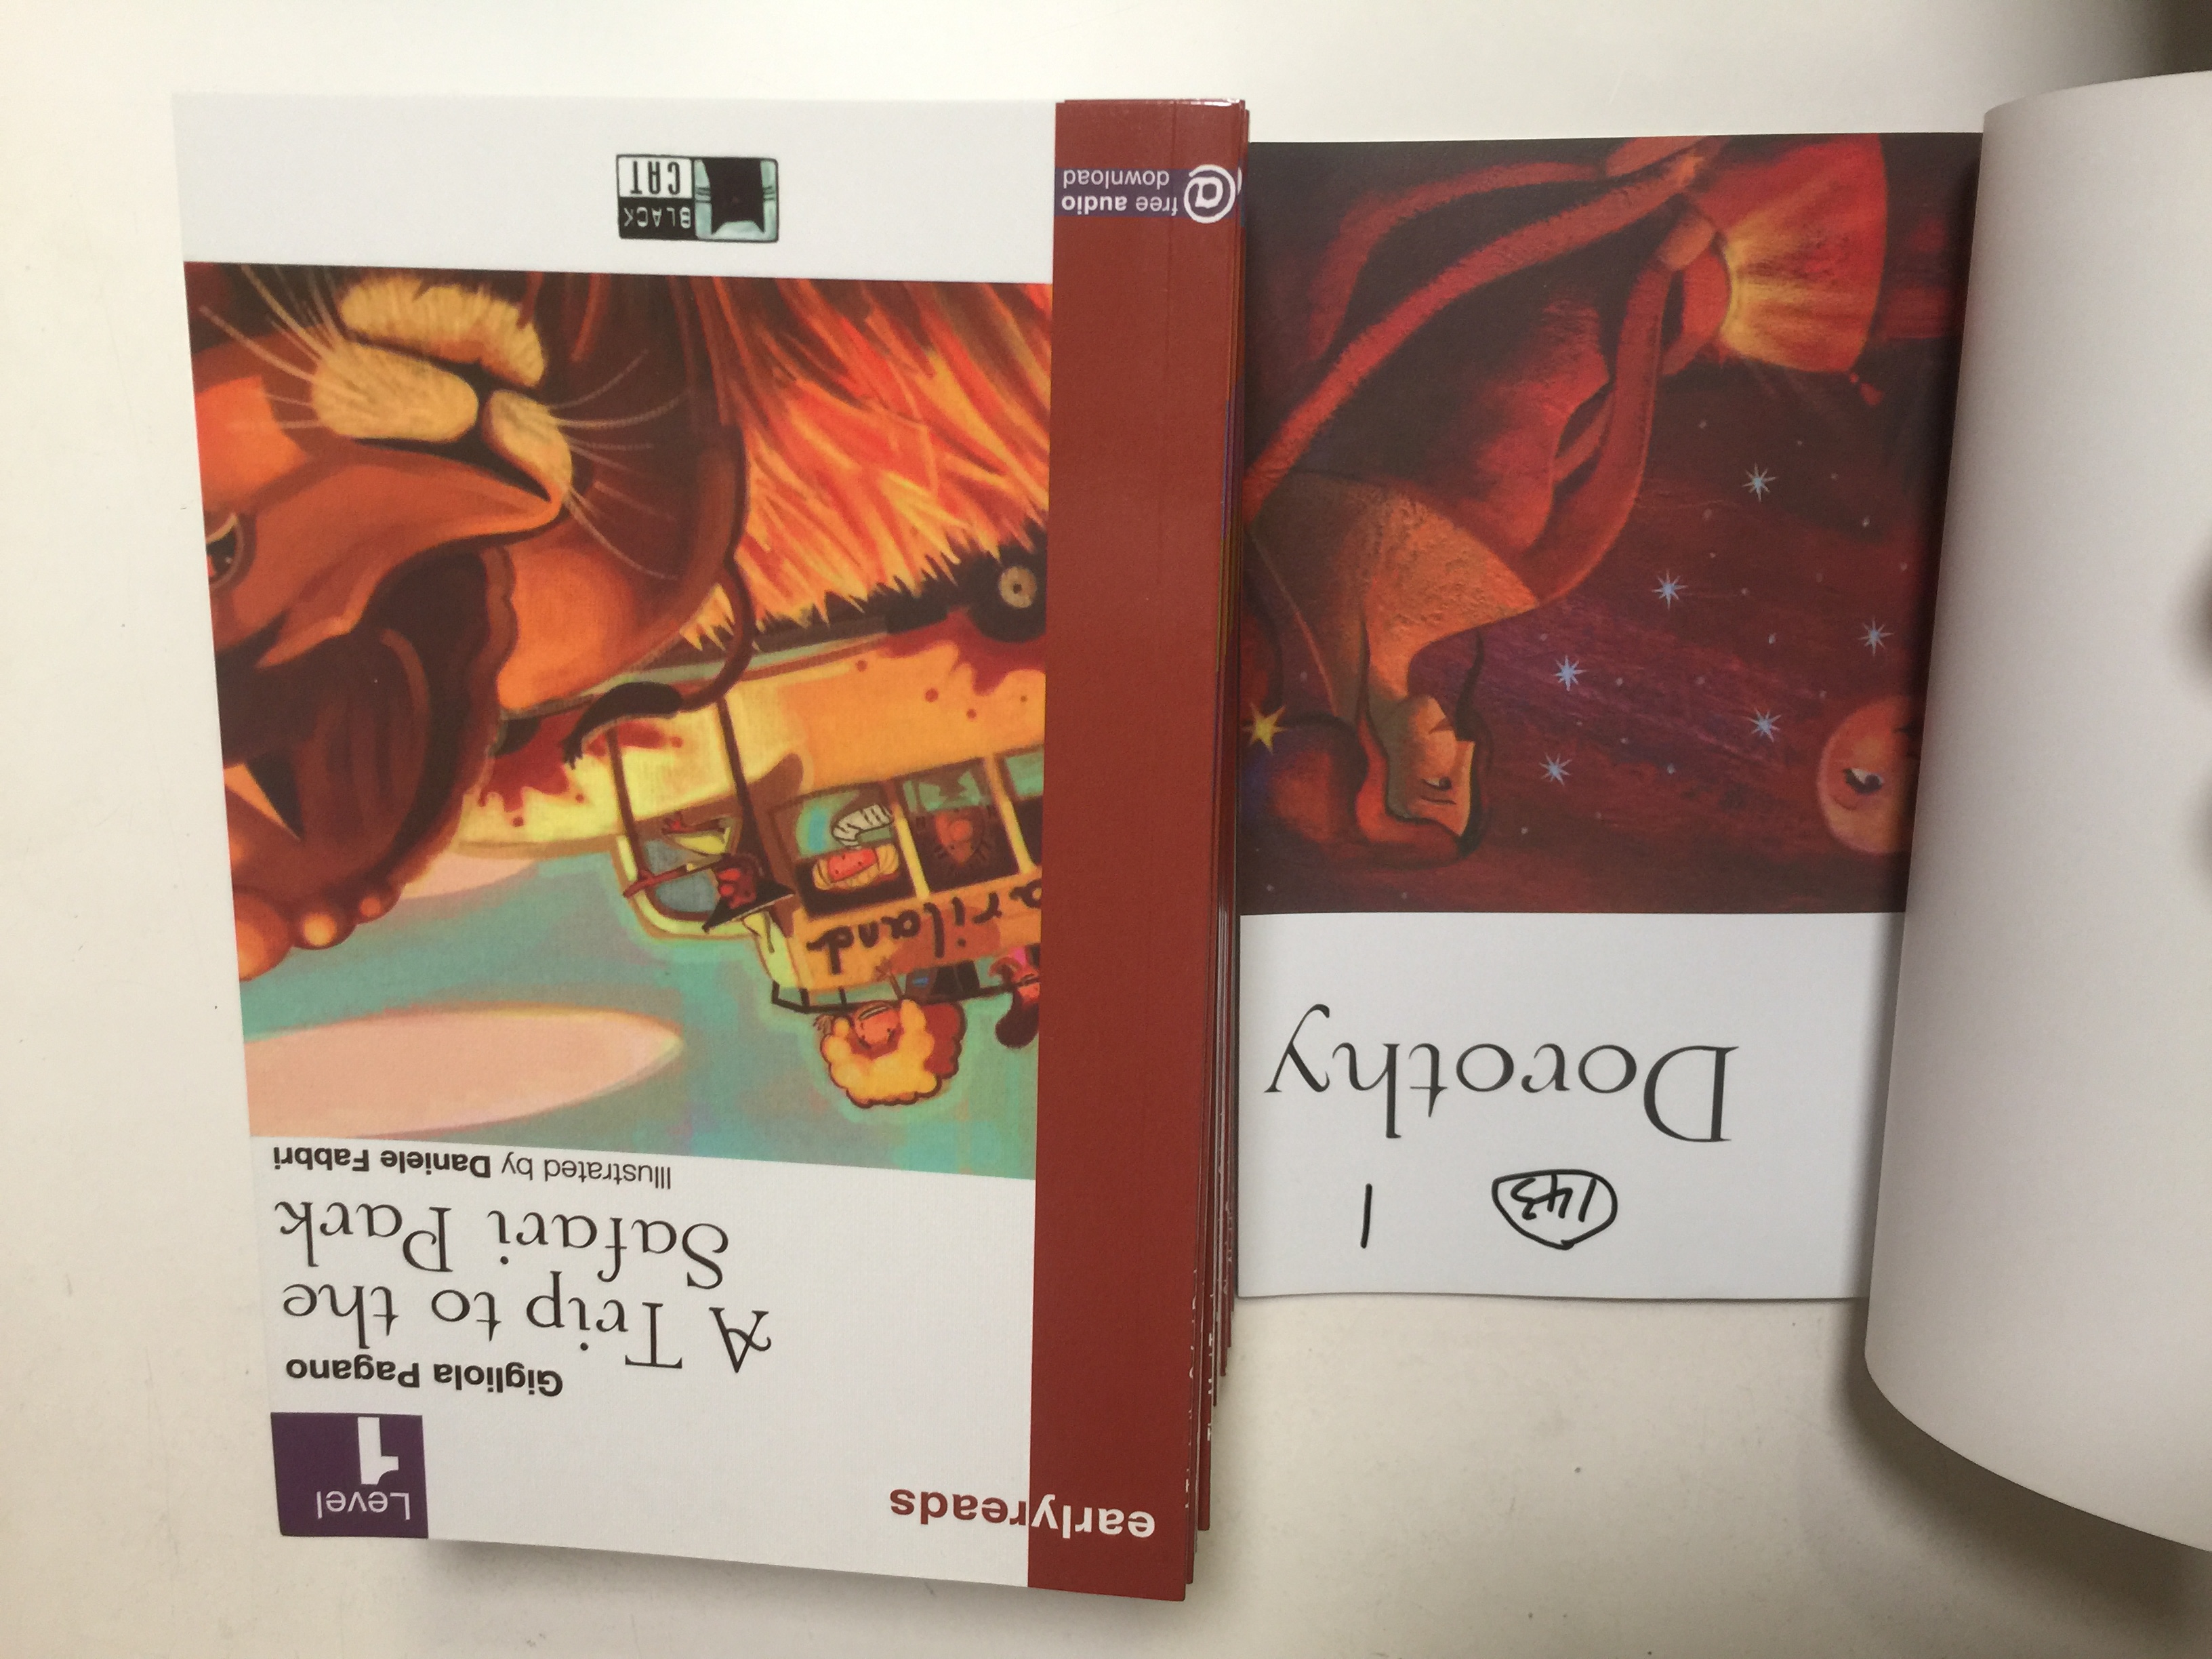 143 1
Dorothy
earlyreads
Level
1
Gigliola Pagano
A Trip to the
Safari Park
Illustrated by Daniele Fabbri
ariland
@ free audio
download
BLACK
CAT